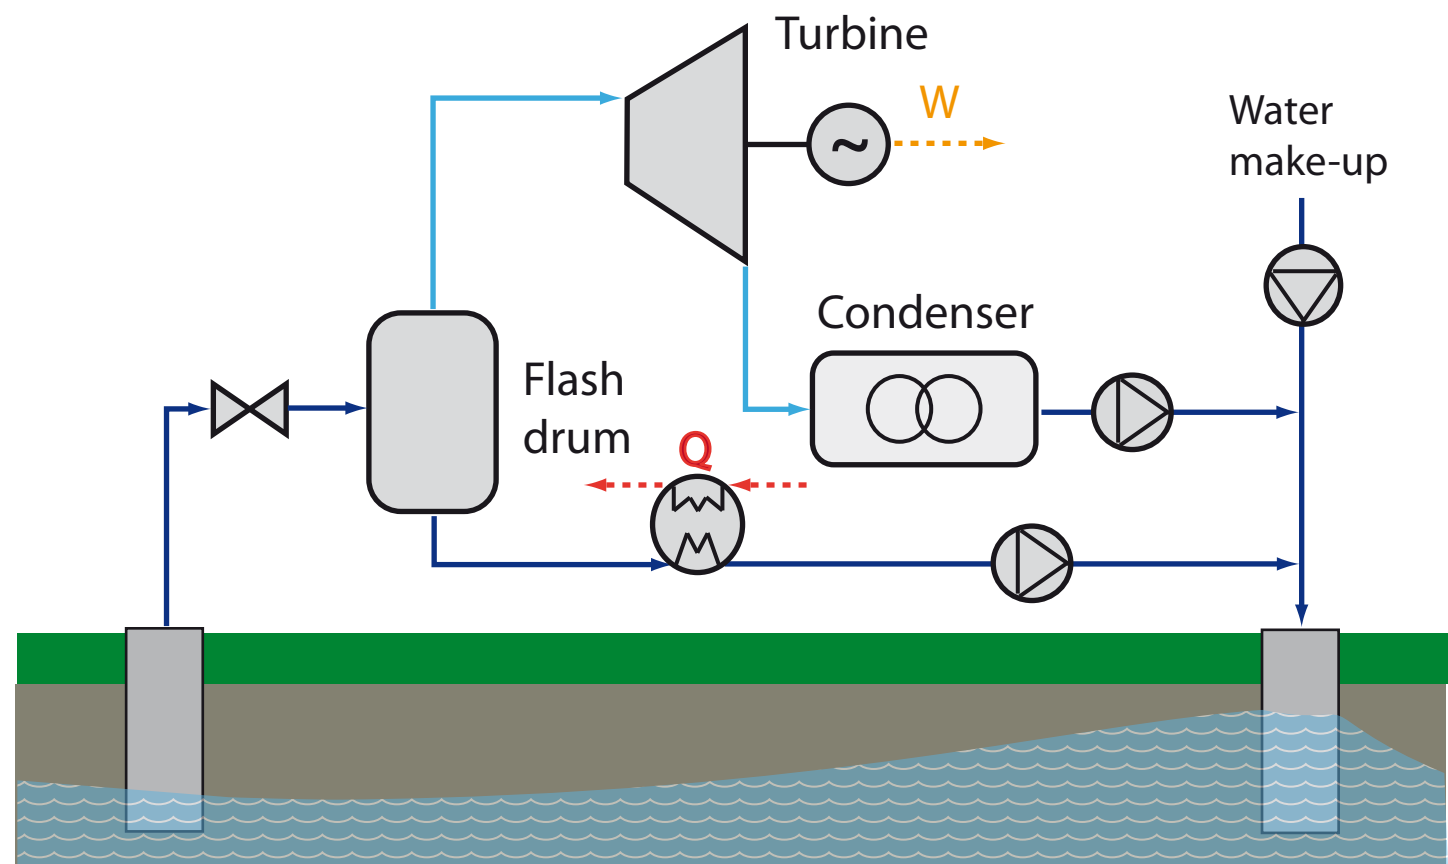 Turbine
W
~
Water
make-up
Condenser
Flash
drum
Q